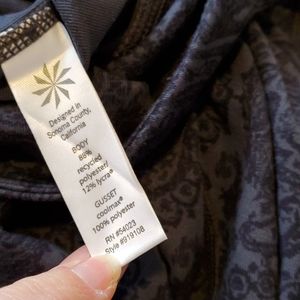 Designed in
Sonoma County,
California
BODY
88%
recycled
polyester/
12% lycra®
GUSSET
coolmax®
100% polyester
RN #54023
Style #919108